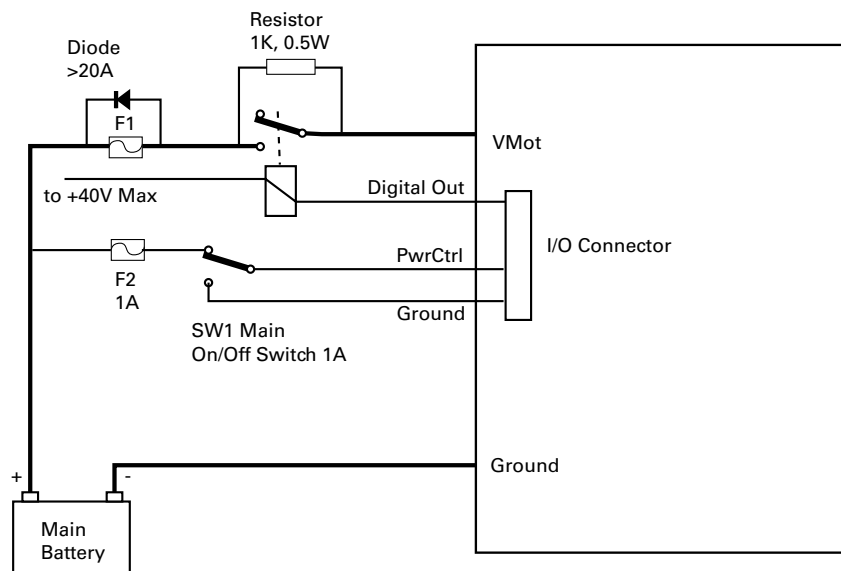 Resistor
1K, 0.5W
Diode
>20A
F1
VMot
to +40V Max
Digital Out
I/O Connector
PwrCtrl
F2
1A
Ground
SW1 Main
On/Off Switch 1A
Ground
+
-
Main
Battery